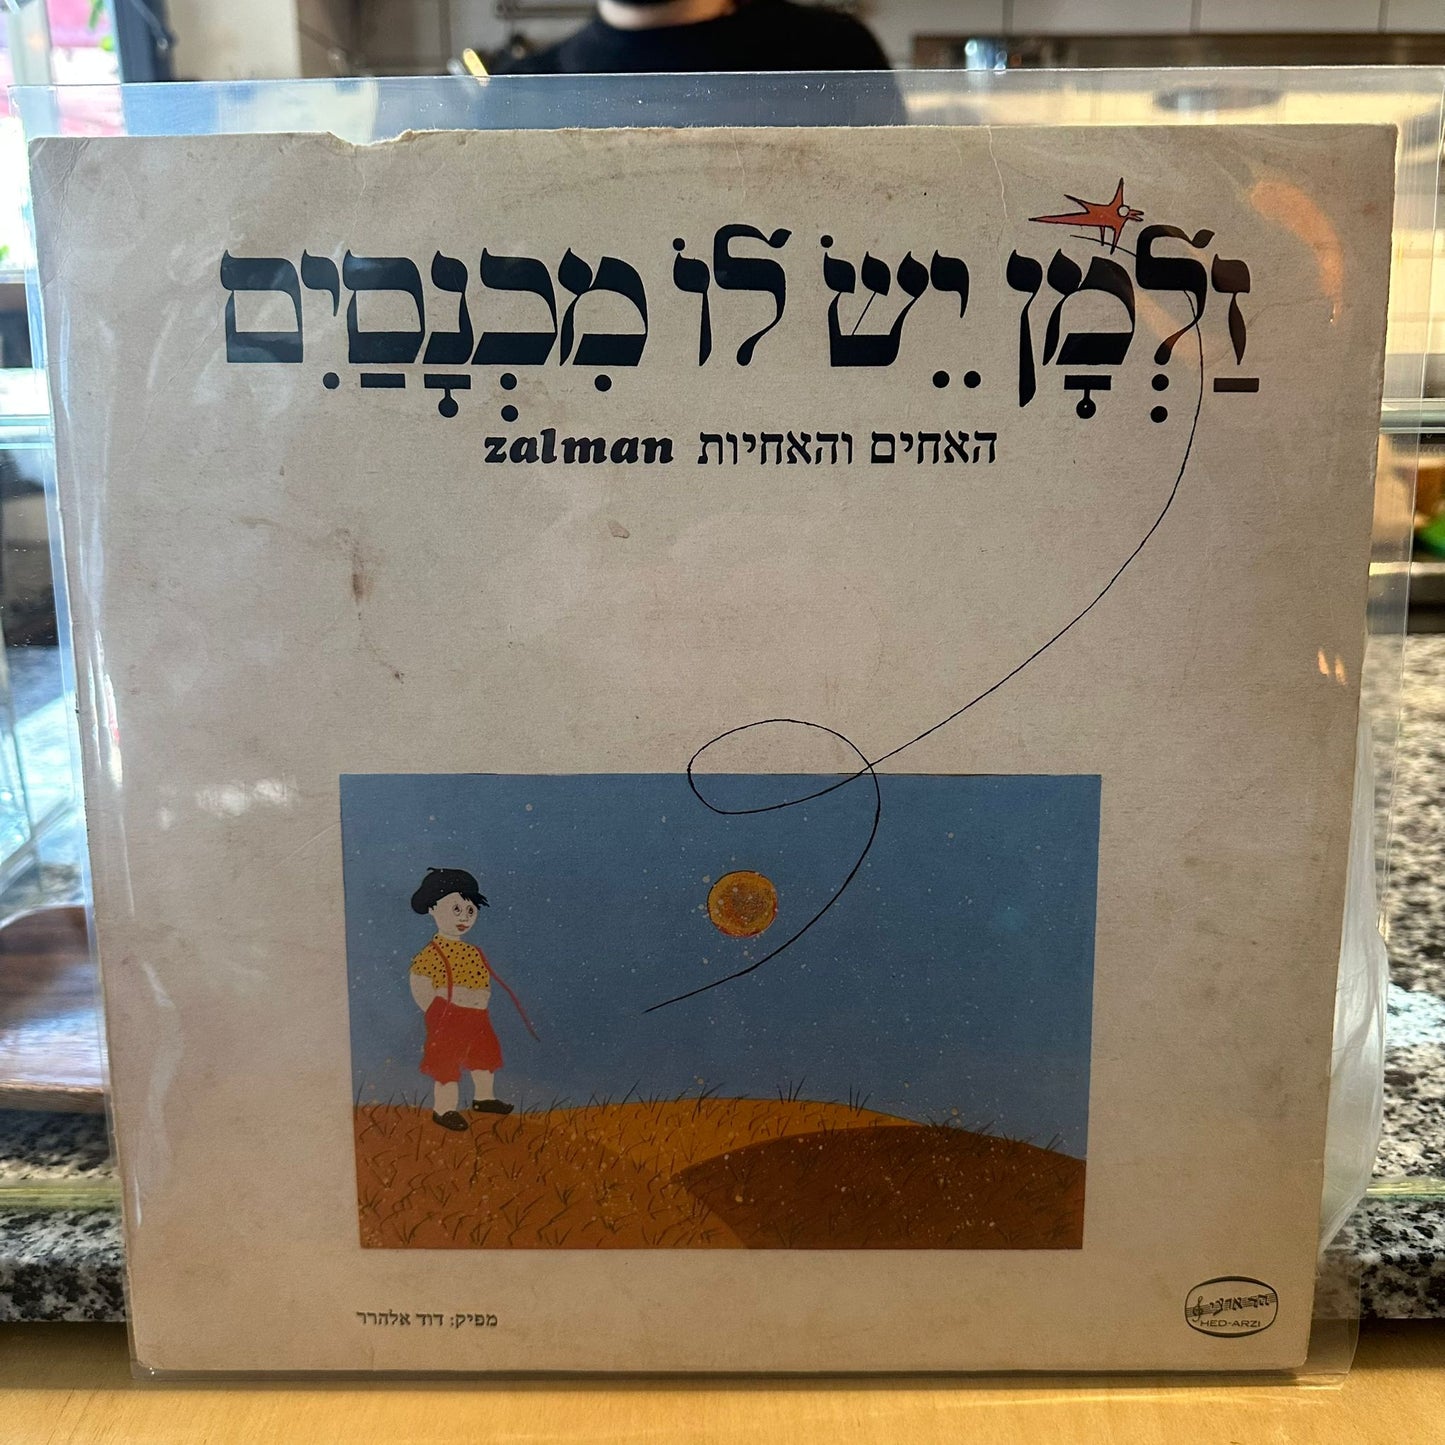 זַלְמָן יֵשׁ לוֹ מִכְנָסַיִם
האחים והאחיות zalman
מפיק: דוד אלהרר
הד ארצי
HED-ARZI